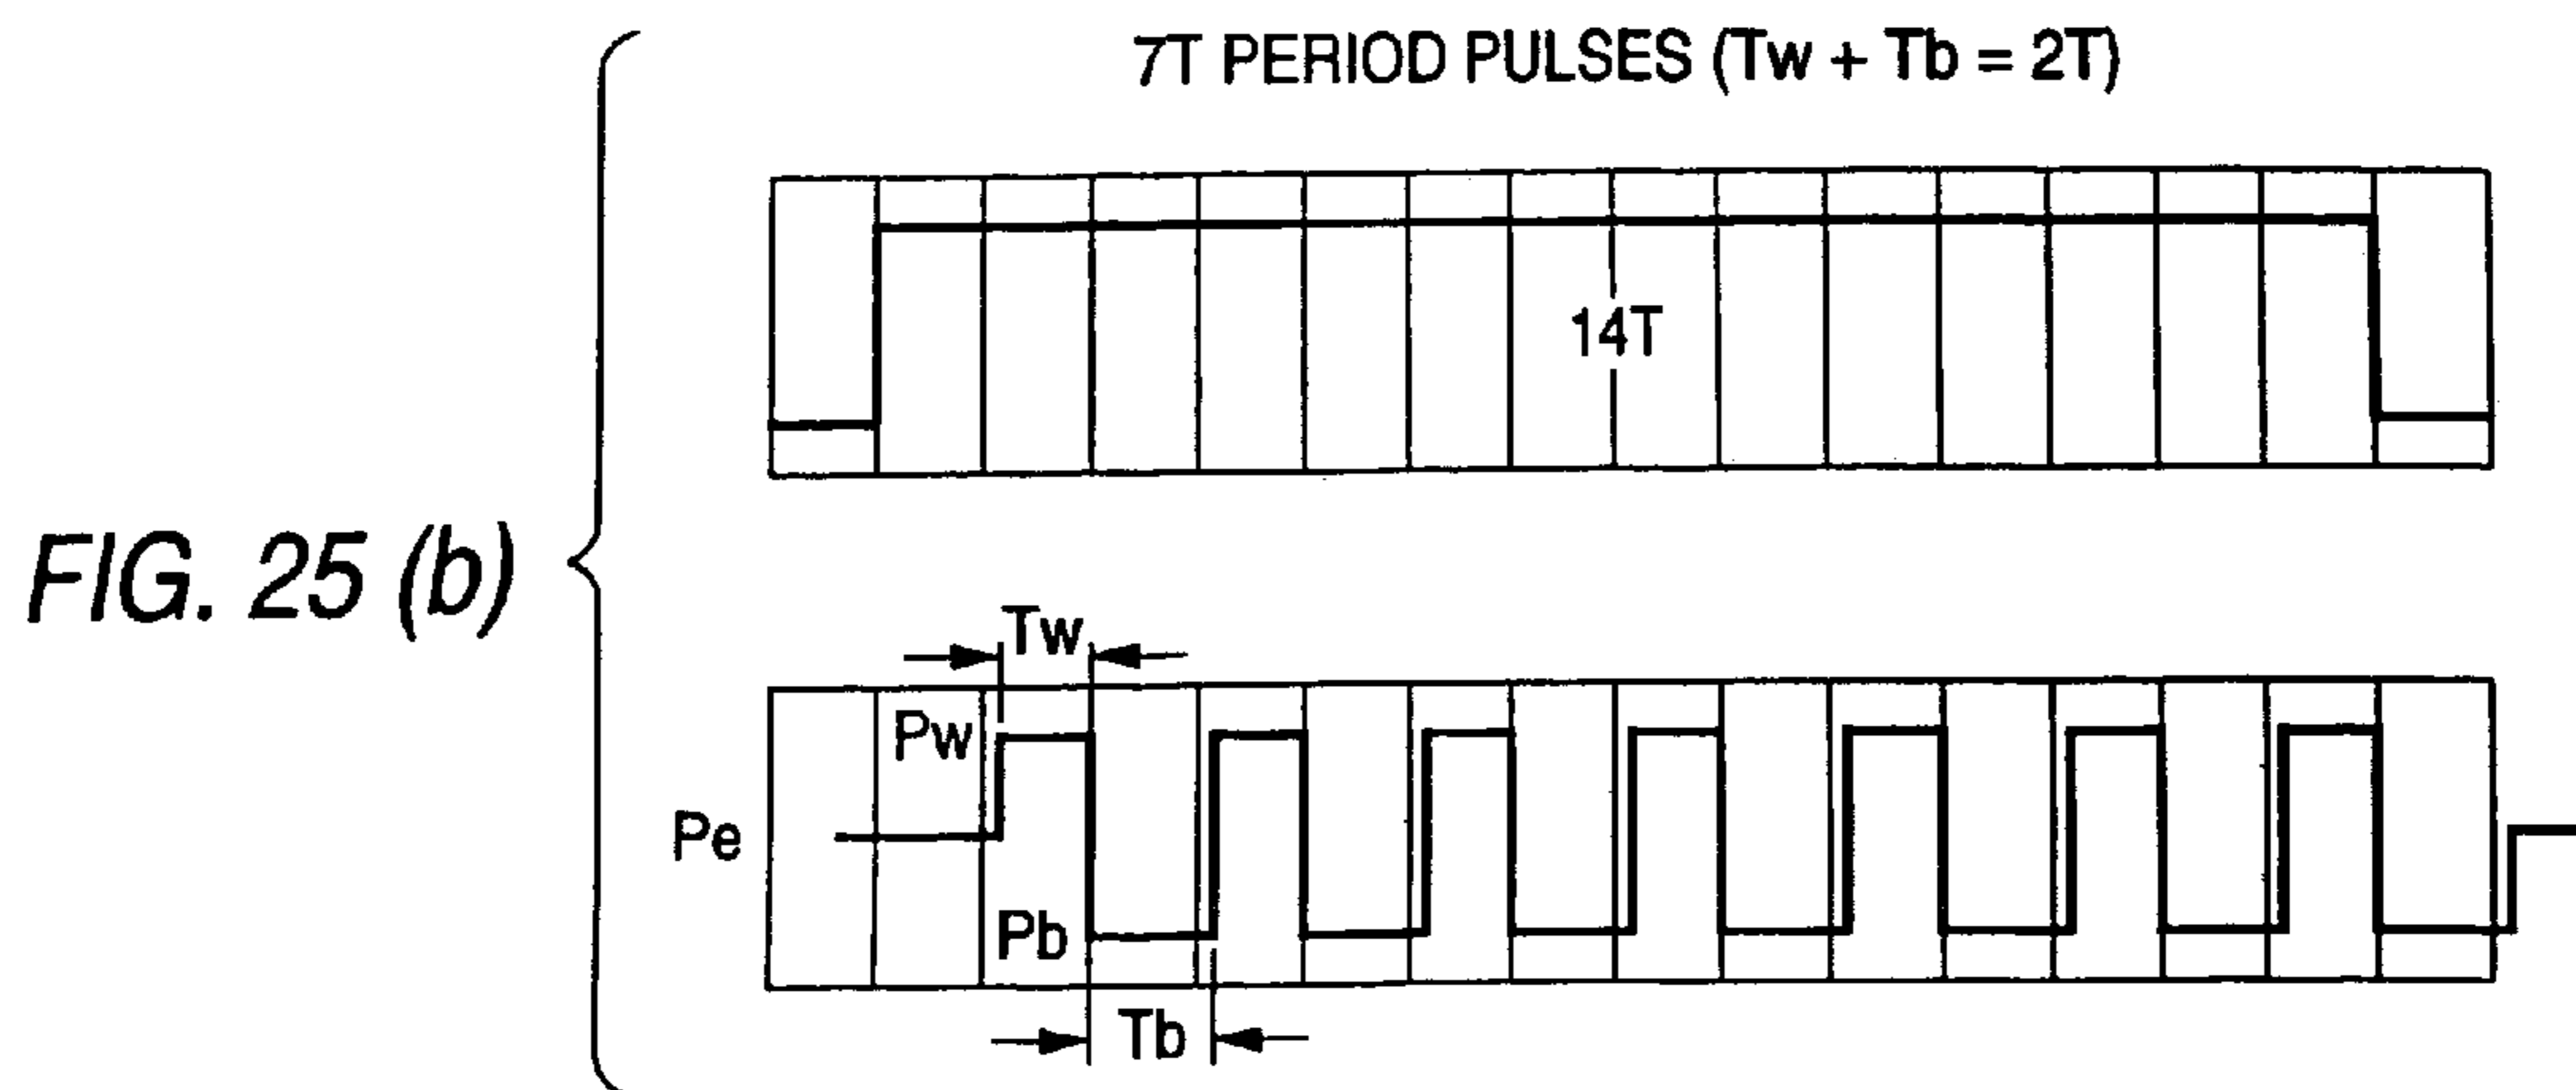 7T PERIOD PULSES (Tw + Tb = 2T)
14T
FIG. 25 (b)
Tw
Pw
Pe
Pb
Tb